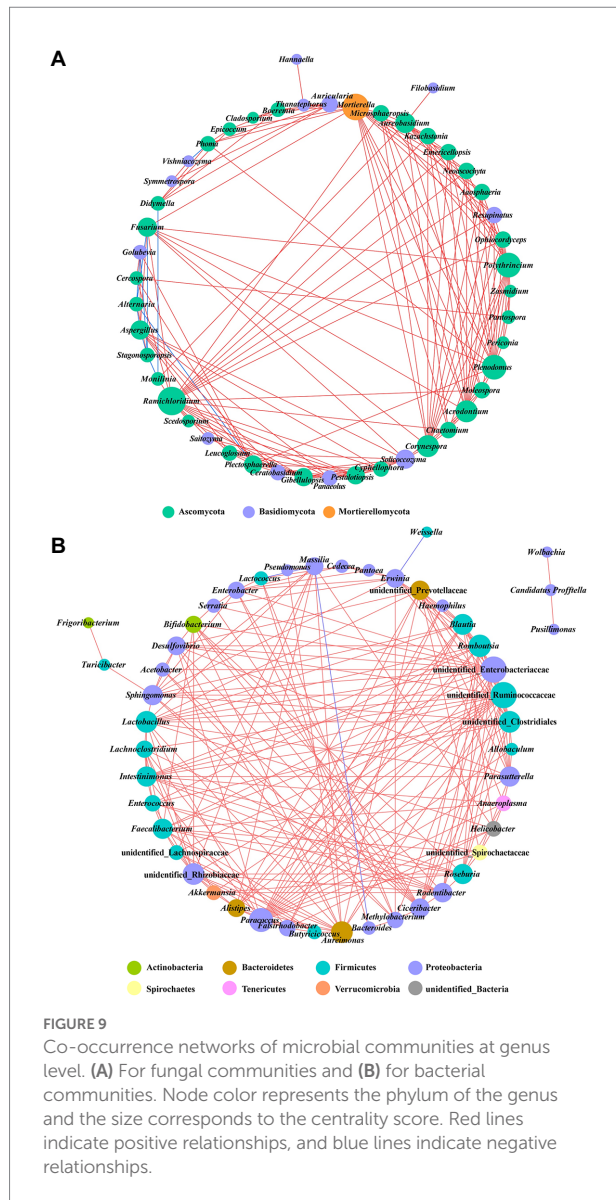 A
Hannaella
Filobasidium
Auricularia
Thanatephorus
Mortierella
Boeremia
Microsphaeropsis
Cladosporium
Aureobasidium
Epicoccum
Kazachstania
Phoma
Emericellopsis
Vishniacozyma
Neoascochyta
Symmetrospora
Aaosphaeria
Didymella
Resupinatus
Fusarium
Ophiocordyceps
Golubevia
Polythrincium
Cercospora
Zasmidium
Alternaria
Pantospora
Aspergillus
Periconia
Stagonosporopsis
Plenodomus
Monilinia
Moleospora
Ramichloridium
Acrodontium
Scedosporium
Chaetomium
Saitozyma
Corynespora
Leucoglossum
Solicoccozyma
Plectosphaerella
Cyphellophora
Ceratobasidium
Pestalotiopsis
Gibellulopsis
Panaeolus
Ascomycota
Basidiomycota
Mortierellomycota
B
Weissella
Wolbachia
Massilia
Cedecea
Pantoea
Pseudomonas
Erwinia
Lactococcus
unidentified_Prevotellaceae
Candidatus Profftella
Enterobacter
Haemophilus
Serratia
Blautia
Pusillimonas
Frigoribacterium
Bifidobacterium
Romboutsia
Desulfovibrio
Turicibacter
unidentified_Enterobacteriaceae
Acetobacter
Sphingomonas
unidentified_Ruminococcaceae
Lactobacillus
unidentified_Clostridiales
Lachnoclostridium
Allobaculum
Intestinimonas
Parasutterella
Enterococcus
Anaeroplasma
Faecalibacterium
Helicobacter
unidentified_Lachnospiraceae
unidentified_Spirochaetaceae
unidentified_Rhizobiaceae
Roseburia
Akkermansia
Rodentibacter
Alistipes
Ciceribacter
Paracoccus
Methylobacterium
Falsirhodobacter
Bacteroides
Butyricicoccus
Aureimonas
Actinobacteria
Bacteroidetes
Firmicutes
Proteobacteria
Spirochaetes
Tenericutes
Verrucomicrobia
unidentified_Bacteria
FIGURE 9
Co-occurrence networks of microbial communities at genus
level. (A) For fungal communities and (B) for bacterial
communities. Node color represents the phylum of the genus
and the size corresponds to the centrality score. Red lines
indicate positive relationships, and blue lines indicate negative
relationships.